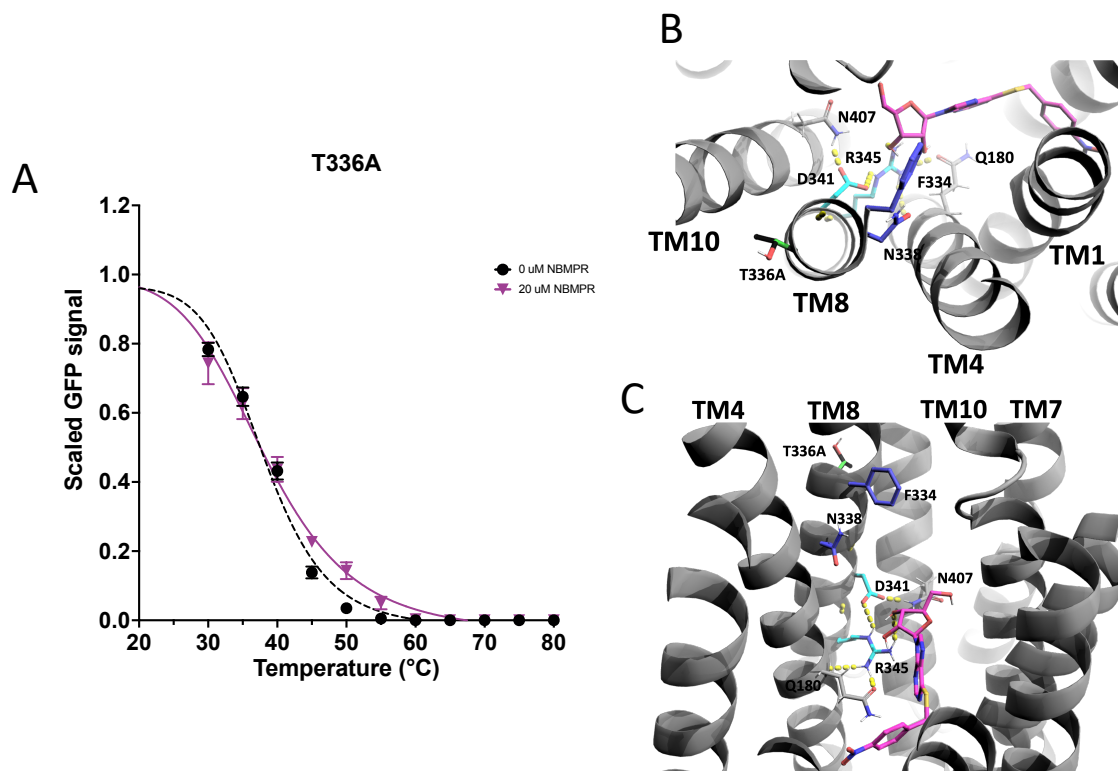 A
T336A
Scaled GFP signal
1.2
1.0
0.8
0.6
0.4
0.2
0.0
20
30
40
50
60
70
80
Temperature (°C)
0 uM NBMPR
20 uM NBMPR
B
N407
R345
Q180
D341
F334
TM10
N338
TM1
T336A
TM8
TM4
C
TM4
TM8
TM10
TM7
T336A
F334
N338
D341
N407
R345
Q180